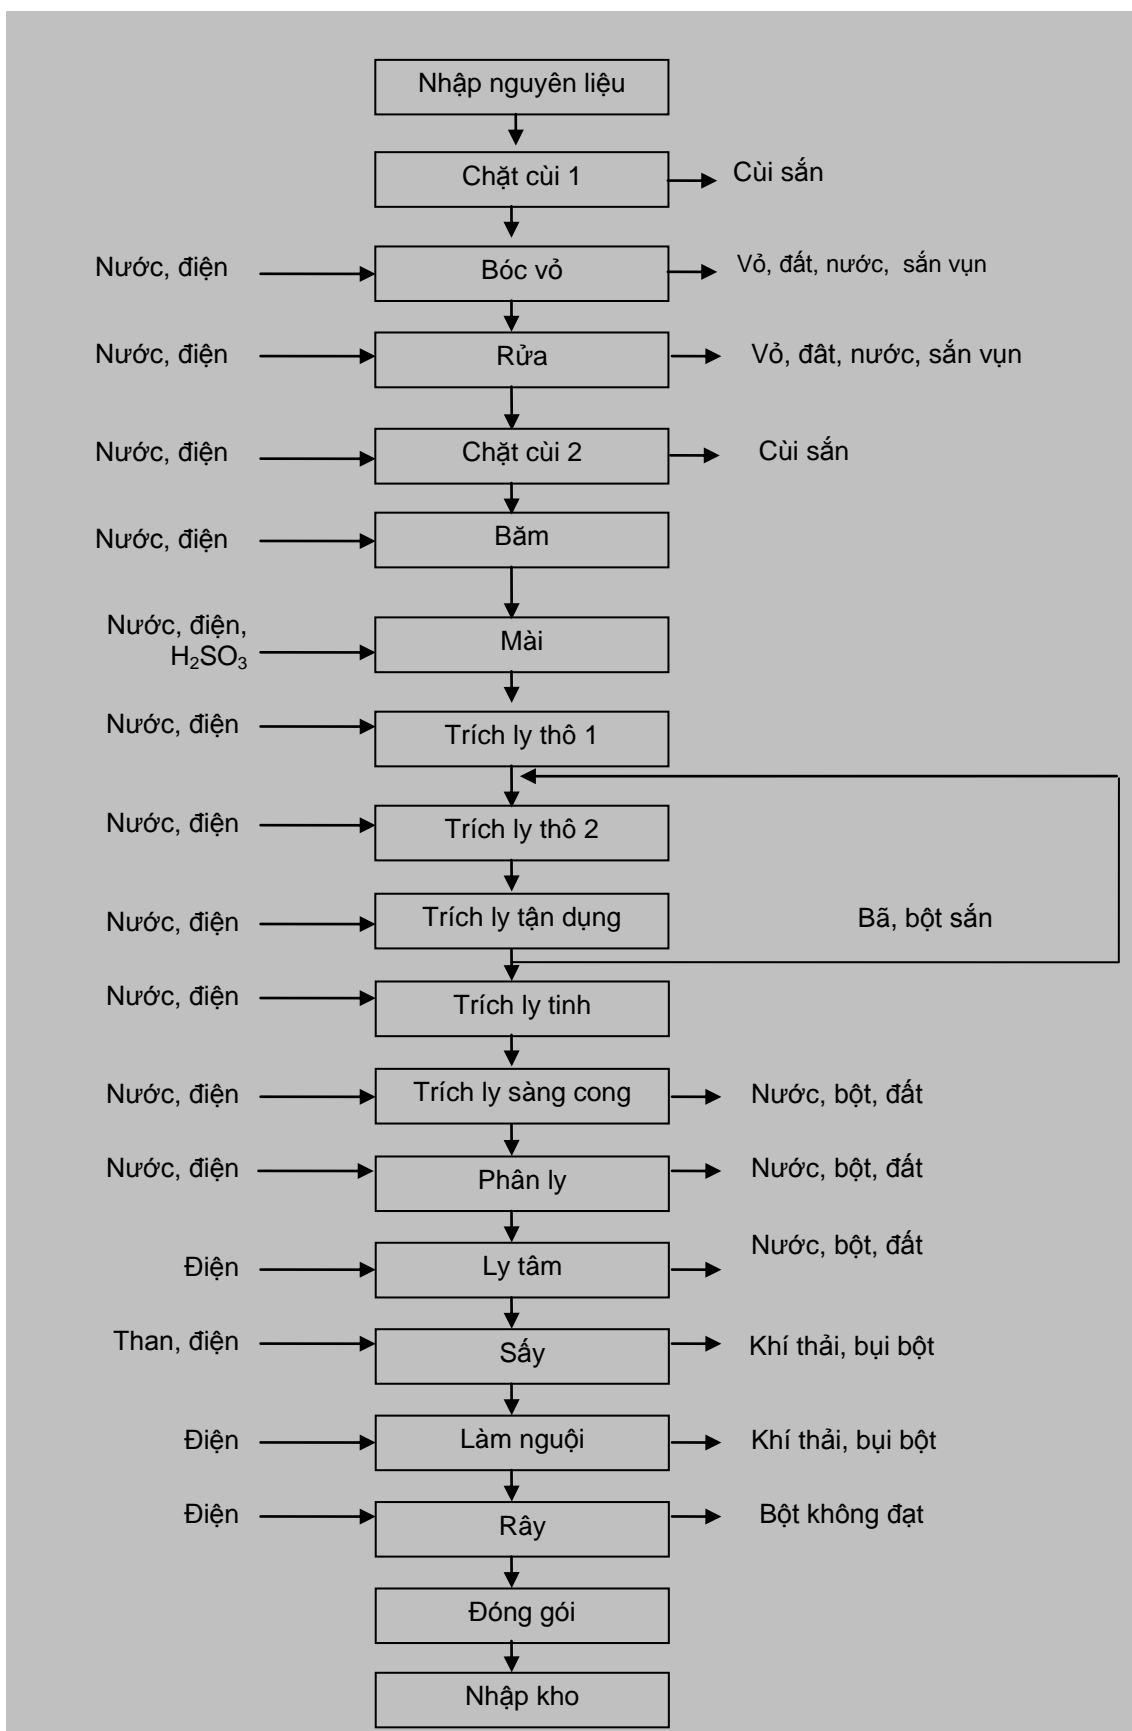 Nhập nguyên liệu
Chặt cùi 1
Cùi sắn
Nước, điện
Bóc vỏ
Vỏ, đất, nước, sắn vụn
Nước, điện
Rửa
Vỏ, đât, nước, sắn vụn
Nước, điện
Chặt cùi 2
Cùi sắn
Nước, điện
Băm
Nước, điện,
H₂SO₃
Mài
Nước, điện
Trích ly thô 1
Nước, điện
Trích ly thô 2
Nước, điện
Trích ly tận dụng
Bã, bột sắn
Nước, điện
Trích ly tinh
Nước, điện
Trích ly sàng cong
Nước, bột, đất
Nước, điện
Phân ly
Nước, bột, đất
Điện
Ly tâm
Nước, bột, đất
Than, điện
Sấy
Khí thải, bụi bột
Điện
Làm nguội
Khí thải, bụi bột
Điện
Rây
Bột không đạt
Đóng gói
Nhập kho